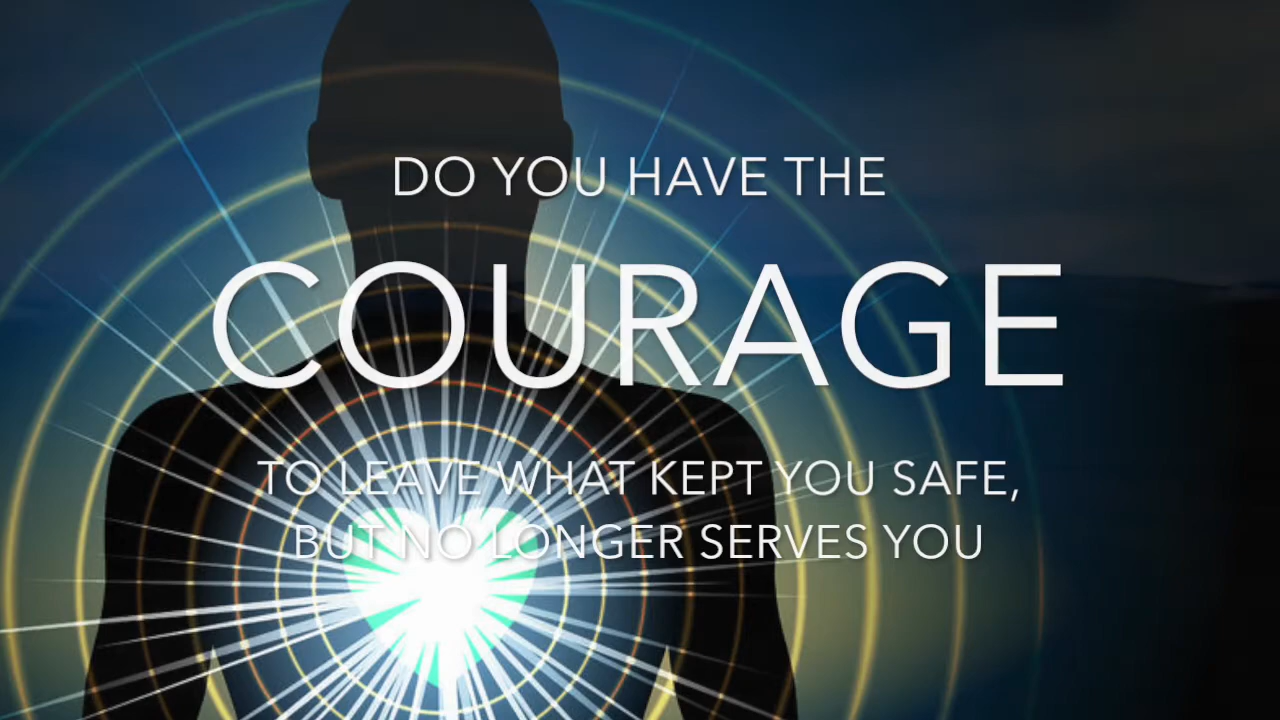 DO YOU HAVE THE
COURAGE
TO LEAVE WHAT KEPT YOU SAFE,
BUT NO LONGER SERVES YOU